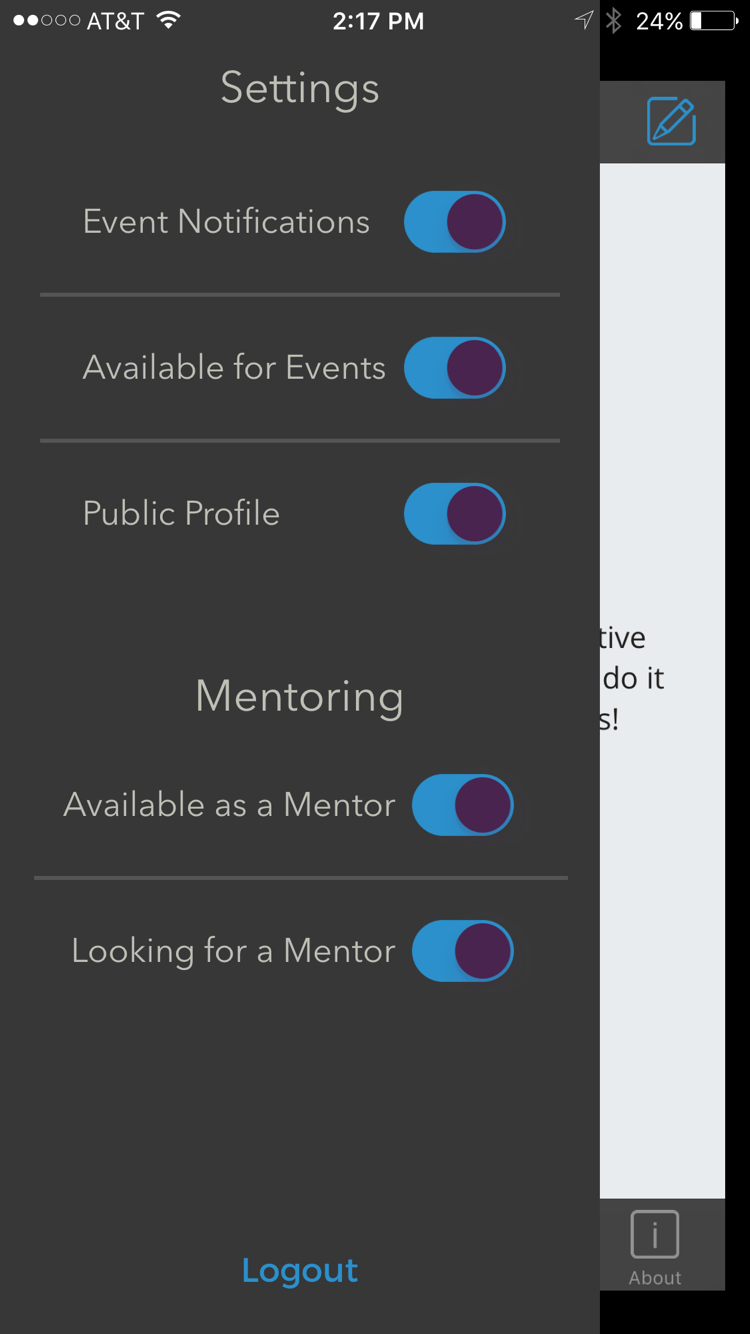 AT&T 2:17 PM 24%
Settings
Event Notifications
Available for Events
Public Profile
tive
do it
s!
Mentoring
Available as a Mentor
Looking for a Mentor
Logout
i
About